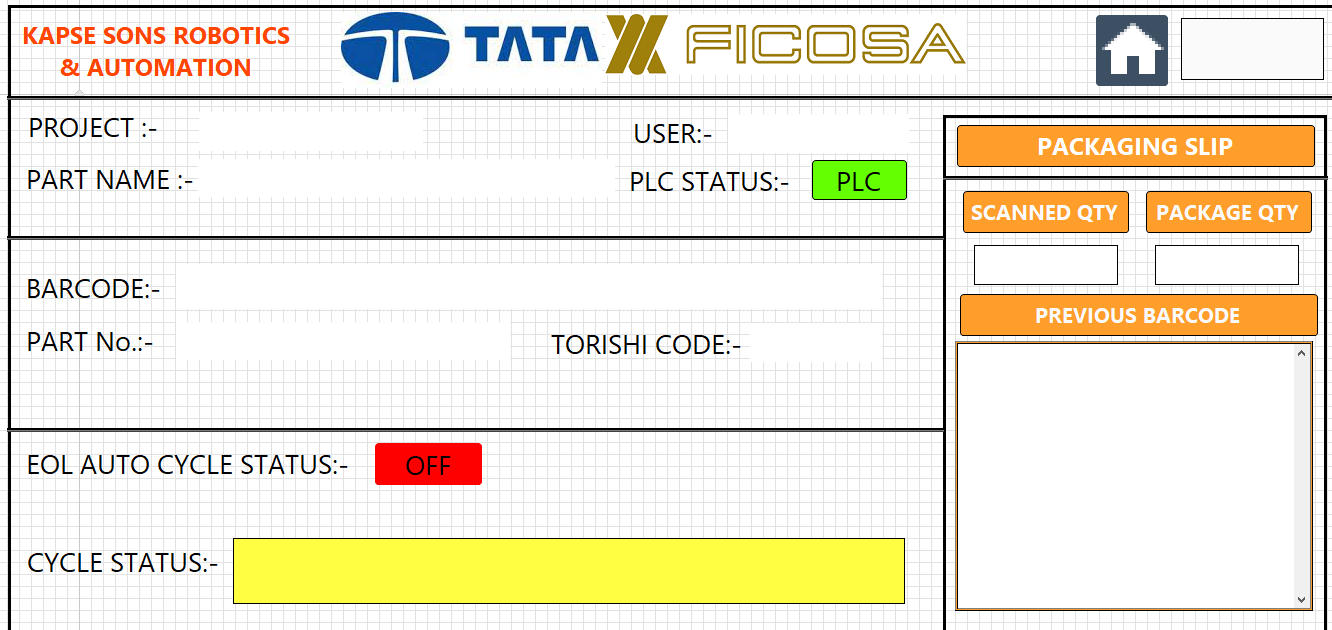 KAPSE SONS ROBOTICS
& AUTOMATION
TATA FICOSA
PROJECT :-
USER:-
PART NAME :-
PLC STATUS:- PLC
PACKAGING SLIP
SCANNED QTY
PACKAGE QTY
BARCODE:-
PREVIOUS BARCODE
PART No.:-
TORISHI CODE:-
EOL AUTO CYCLE STATUS:- OFF
CYCLE STATUS:-